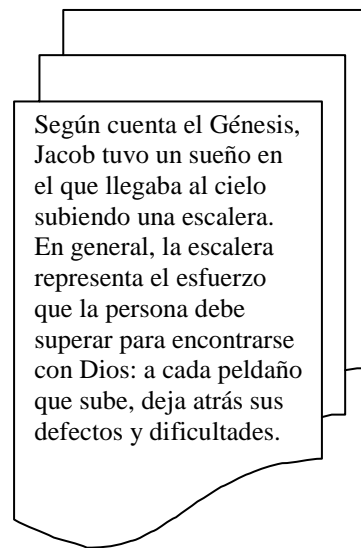 Según cuenta el Génesis,
Jacob tuvo un sueño en
el que llegaba al cielo
subiendo una escalera.
En general, la escalera
representa el esfuerzo
que la persona debe
superar para encontrarse
con Dios: a cada peldaño
que sube, deja atrás sus
defectos y dificultades.